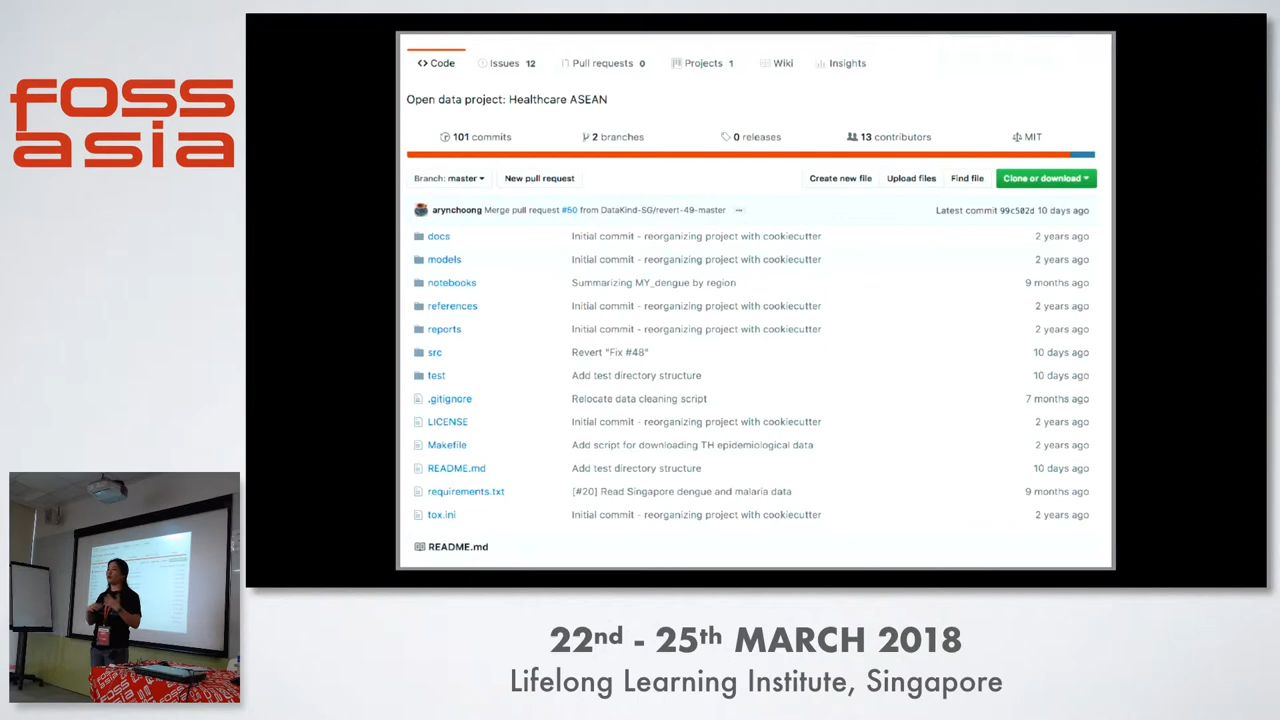 foss
asia
Code Issues 12 Pull requests 0 Projects 1 Wiki Insights
Open data project: Healthcare ASEAN
101 commits 2 branches 0 releases 13 contributors MIT
Branch: master New pull request Create new file Upload files Find file Clone or download
arynchoong Merge pull request #50 from DataKind-SG/revert-49-master ... Latest commit 99c502d 10 days ago
docs Initial commit - reorganizing project with cookiecutter 2 years ago
models Initial commit - reorganizing project with cookiecutter 2 years ago
notebooks Summarizing MY_dengue by region 9 months ago
references Initial commit - reorganizing project with cookiecutter 2 years ago
reports Initial commit - reorganizing project with cookiecutter 2 years ago
src Revert "Fix #48" 10 days ago
test Add test directory structure 10 days ago
.gitignore Relocate data cleaning script 7 months ago
LICENSE Initial commit - reorganizing project with cookiecutter 2 years ago
Makefile Add script for downloading TH epidemiological data 2 years ago
README.md Add test directory structure 10 days ago
requirements.txt [#20] Read Singapore dengue and malaria data 9 months ago
tox.ini Initial commit - reorganizing project with cookiecutter 2 years ago
README.md
22nd - 25th MARCH 2018
Lifelong Learning Institute, Singapore